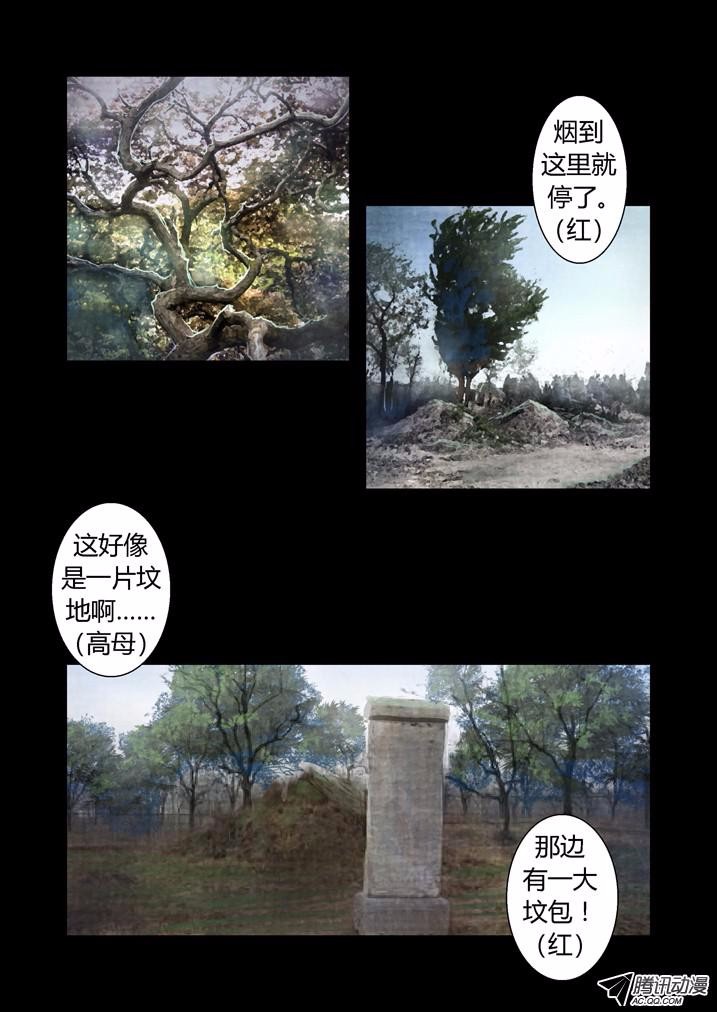 烟到
这里就
停了。
（红）
这好像
是一片坟
地啊……
（高母）
那边
有一大
坟包！
（红）
腾讯动漫
AC.QQ.COM